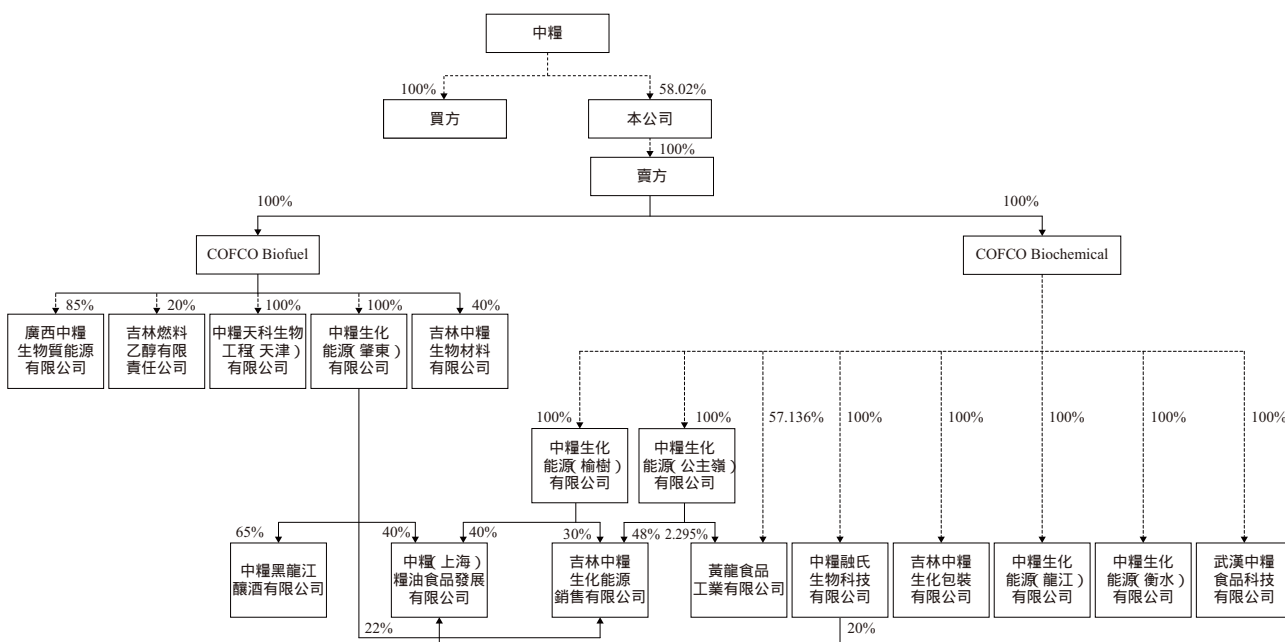 中糧
100%
58.02%
買方
本公司
100%
賣方
100%
100%
COFCO Biofuel
COFCO Biochemical
85%
20%
100%
100%
40%
廣西中糧
生物質能源
有限公司
吉林燃料
乙醇有限
責任公司
中糧天科生物
工程(天津)
有限公司
中糧生化
能源(肇東)
有限公司
吉林中糧
生物材料
有限公司
100%
100%
57.136%
100%
100%
100%
100%
100%
中糧生化
能源(榆樹)
有限公司
中糧生化
能源(公主嶺)
有限公司
65%
40%
40%
30%
48%
2.295%
中糧黑龍江
釀酒有限公司
中糧(上海)
糧油食品發展
有限公司
吉林中糧
生化能源
銷售有限公司
黃龍食品
工業有限公司
中糧融氏
生物科技
有限公司
吉林中糧
生化包裝
有限公司
中糧生化
能源(龍江)
有限公司
中糧生化
能源(衡水)
有限公司
武漢中糧
食品科技
有限公司
22%
20%